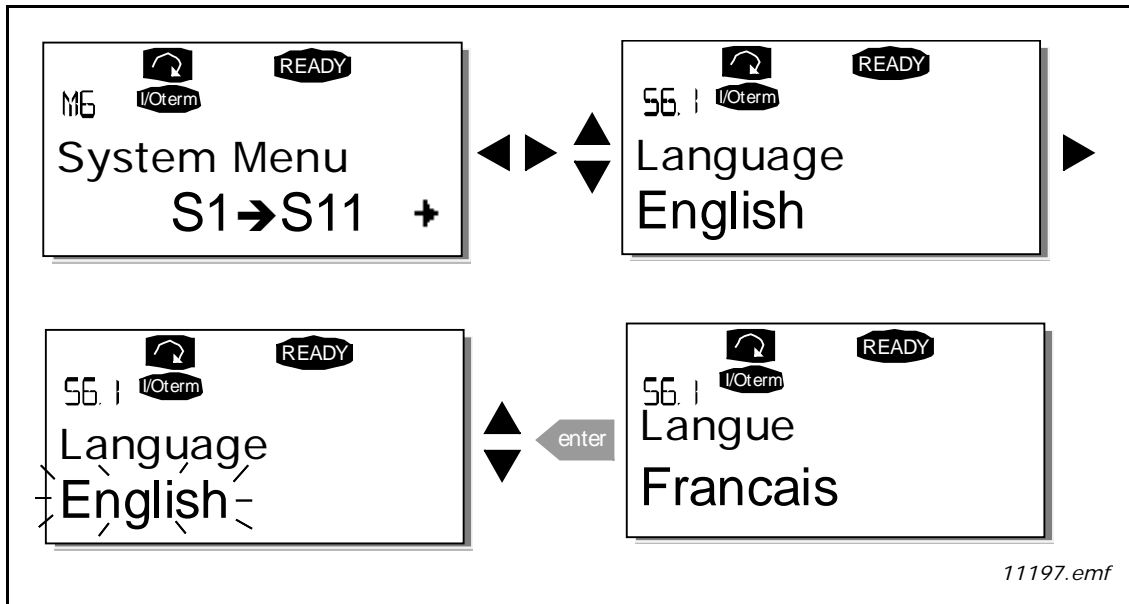 READY
M6 I/Oterm
System Menu
S1➔S11
READY
S6.1 I/Oterm
Language
English
READY
S6.1 I/Oterm
Language
English
enter
READY
S6.1 I/Oterm
Langue
Francais
11197.emf